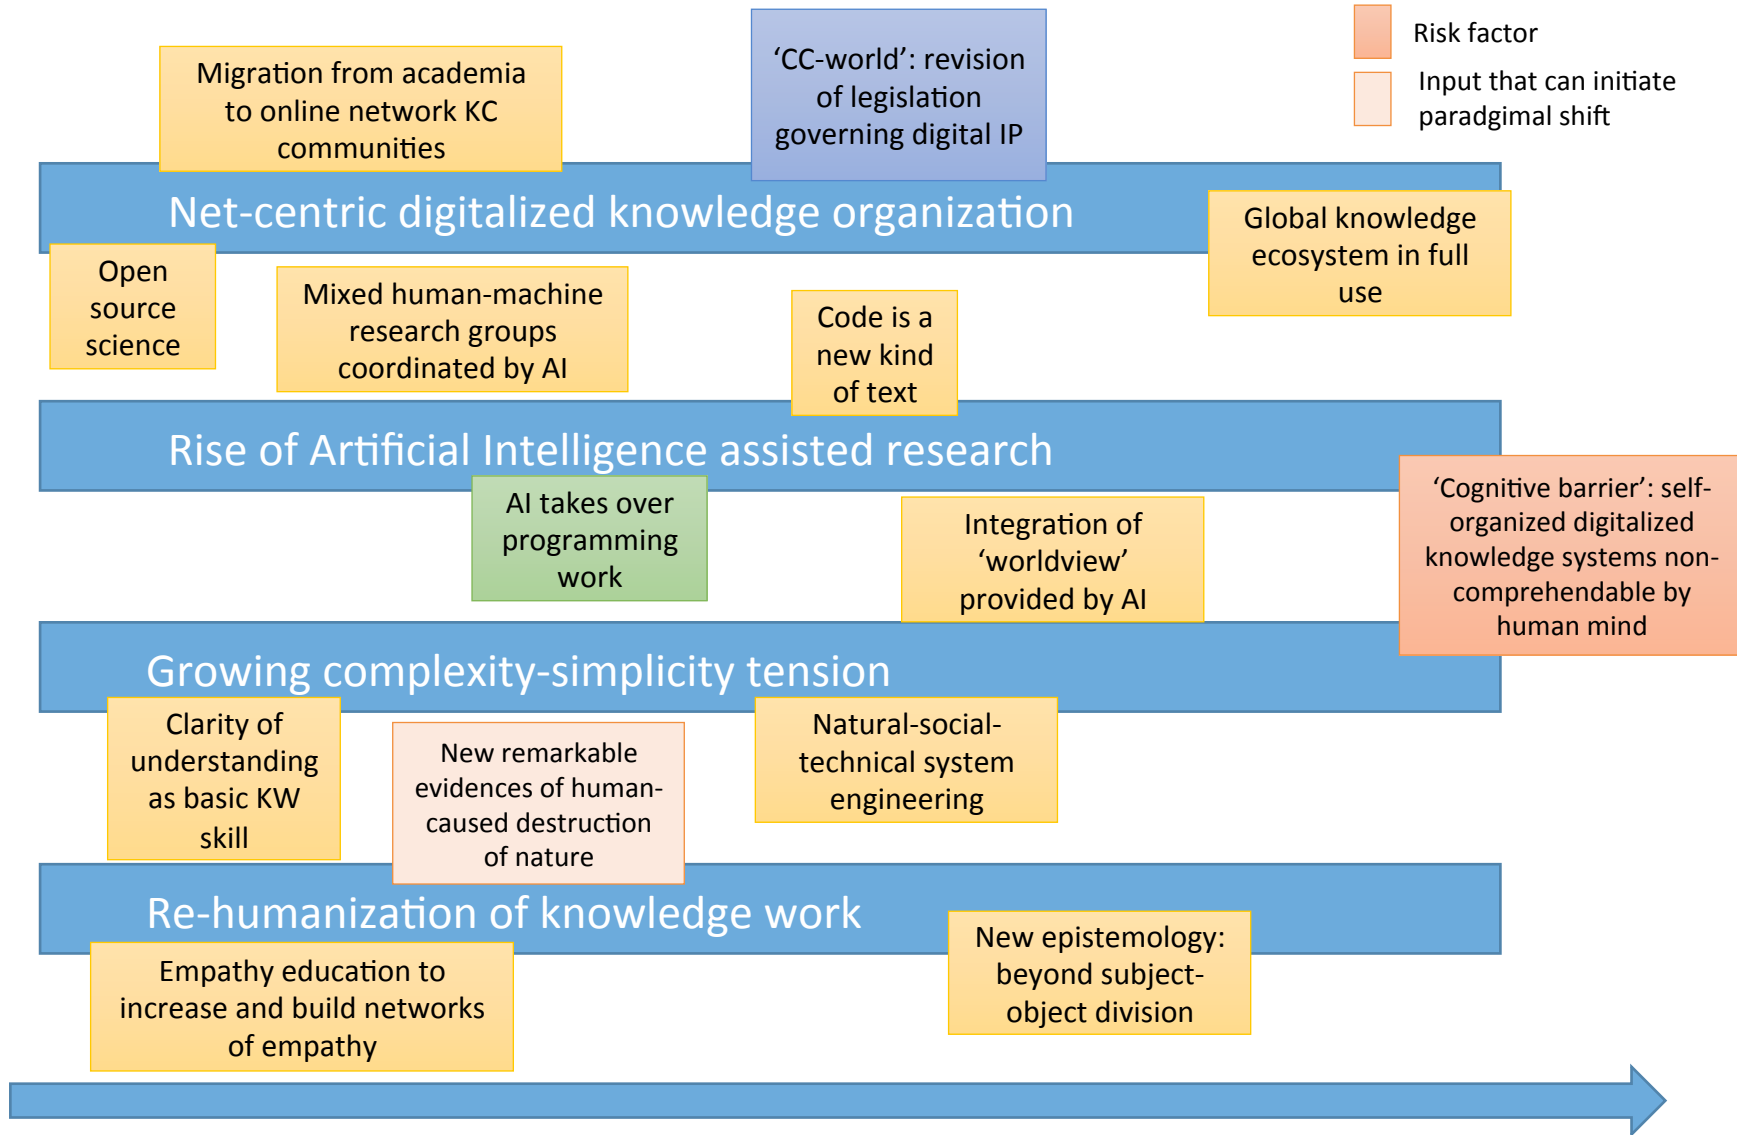 Migration from academia
to online network KC
communities
‘CC-world’: revision
of legislation
governing digital IP
Risk factor
Input that can initiate
paradgimal shift
Net-centric digitalized knowledge organization
Global knowledge
ecosystem in full
use
Open
source
science
Mixed human-machine
research groups
coordinated by AI
Code is a
new kind
of text
Rise of Artificial Intelligence assisted research
AI takes over
programming
work
Integration of
‘worldview’
provided by AI
‘Cognitive barrier’: self-
organized digitalized
knowledge systems non-
comprehendable by
human mind
Growing complexity-simplicity tension
Clarity of
understanding
as basic KW
skill
New remarkable
evidences of human-
caused destruction
of nature
Natural-social-
technical system
engineering
Re-humanization of knowledge work
Empathy education to
increase and build networks
of empathy
New epistemology:
beyond subject-
object division